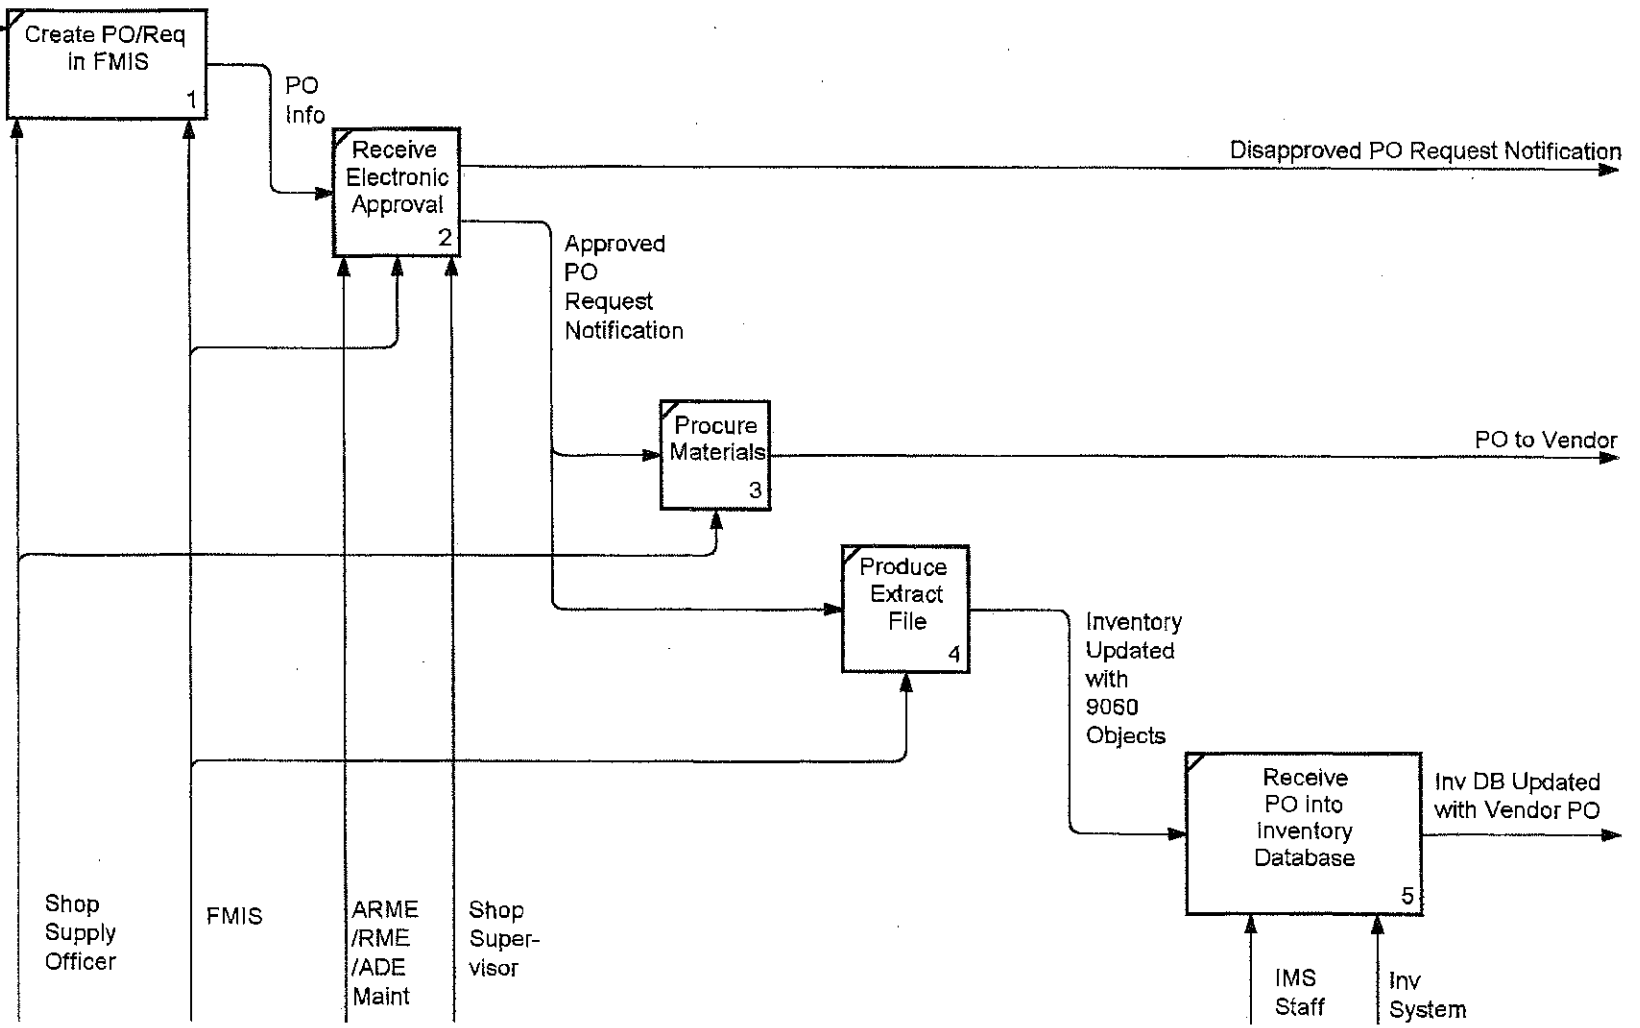 Create PO/Req
in FMIS
1
PO
Info
Receive
Electronic
Approval
2
Disapproved PO Request Notification
Approved
PO
Request
Notification
Procure
Materials
3
PO to Vendor
Produce
Extract
File
4
Inventory
Updated
with
9060
Objects
Receive
PO into
Inventory
Database
5
Inv DB Updated
with Vendor PO
Shop
Supply
Officer
FMIS
ARME
/RME
/ADE
Maint
Shop
Super-
visor
IMS
Staff
Inv
System